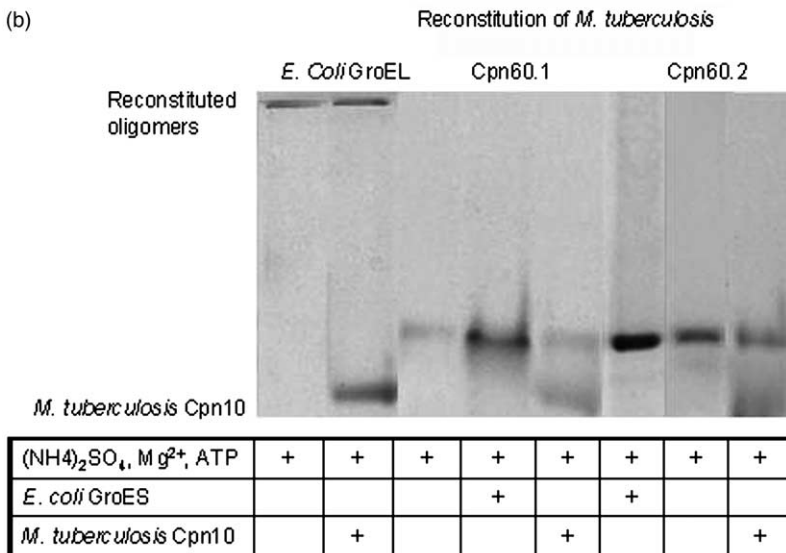 (b)
Reconstitution of M. tuberculosis
E. Coli GroEL Cpn60.1 Cpn60.2
Reconstituted
oligomers
M. tuberculosis Cpn10
(NH4)₂SO₄, Mg²⁺, ATP + + + + + + + +
E. coli GroES + +
M. tuberculosis Cpn10 + + +